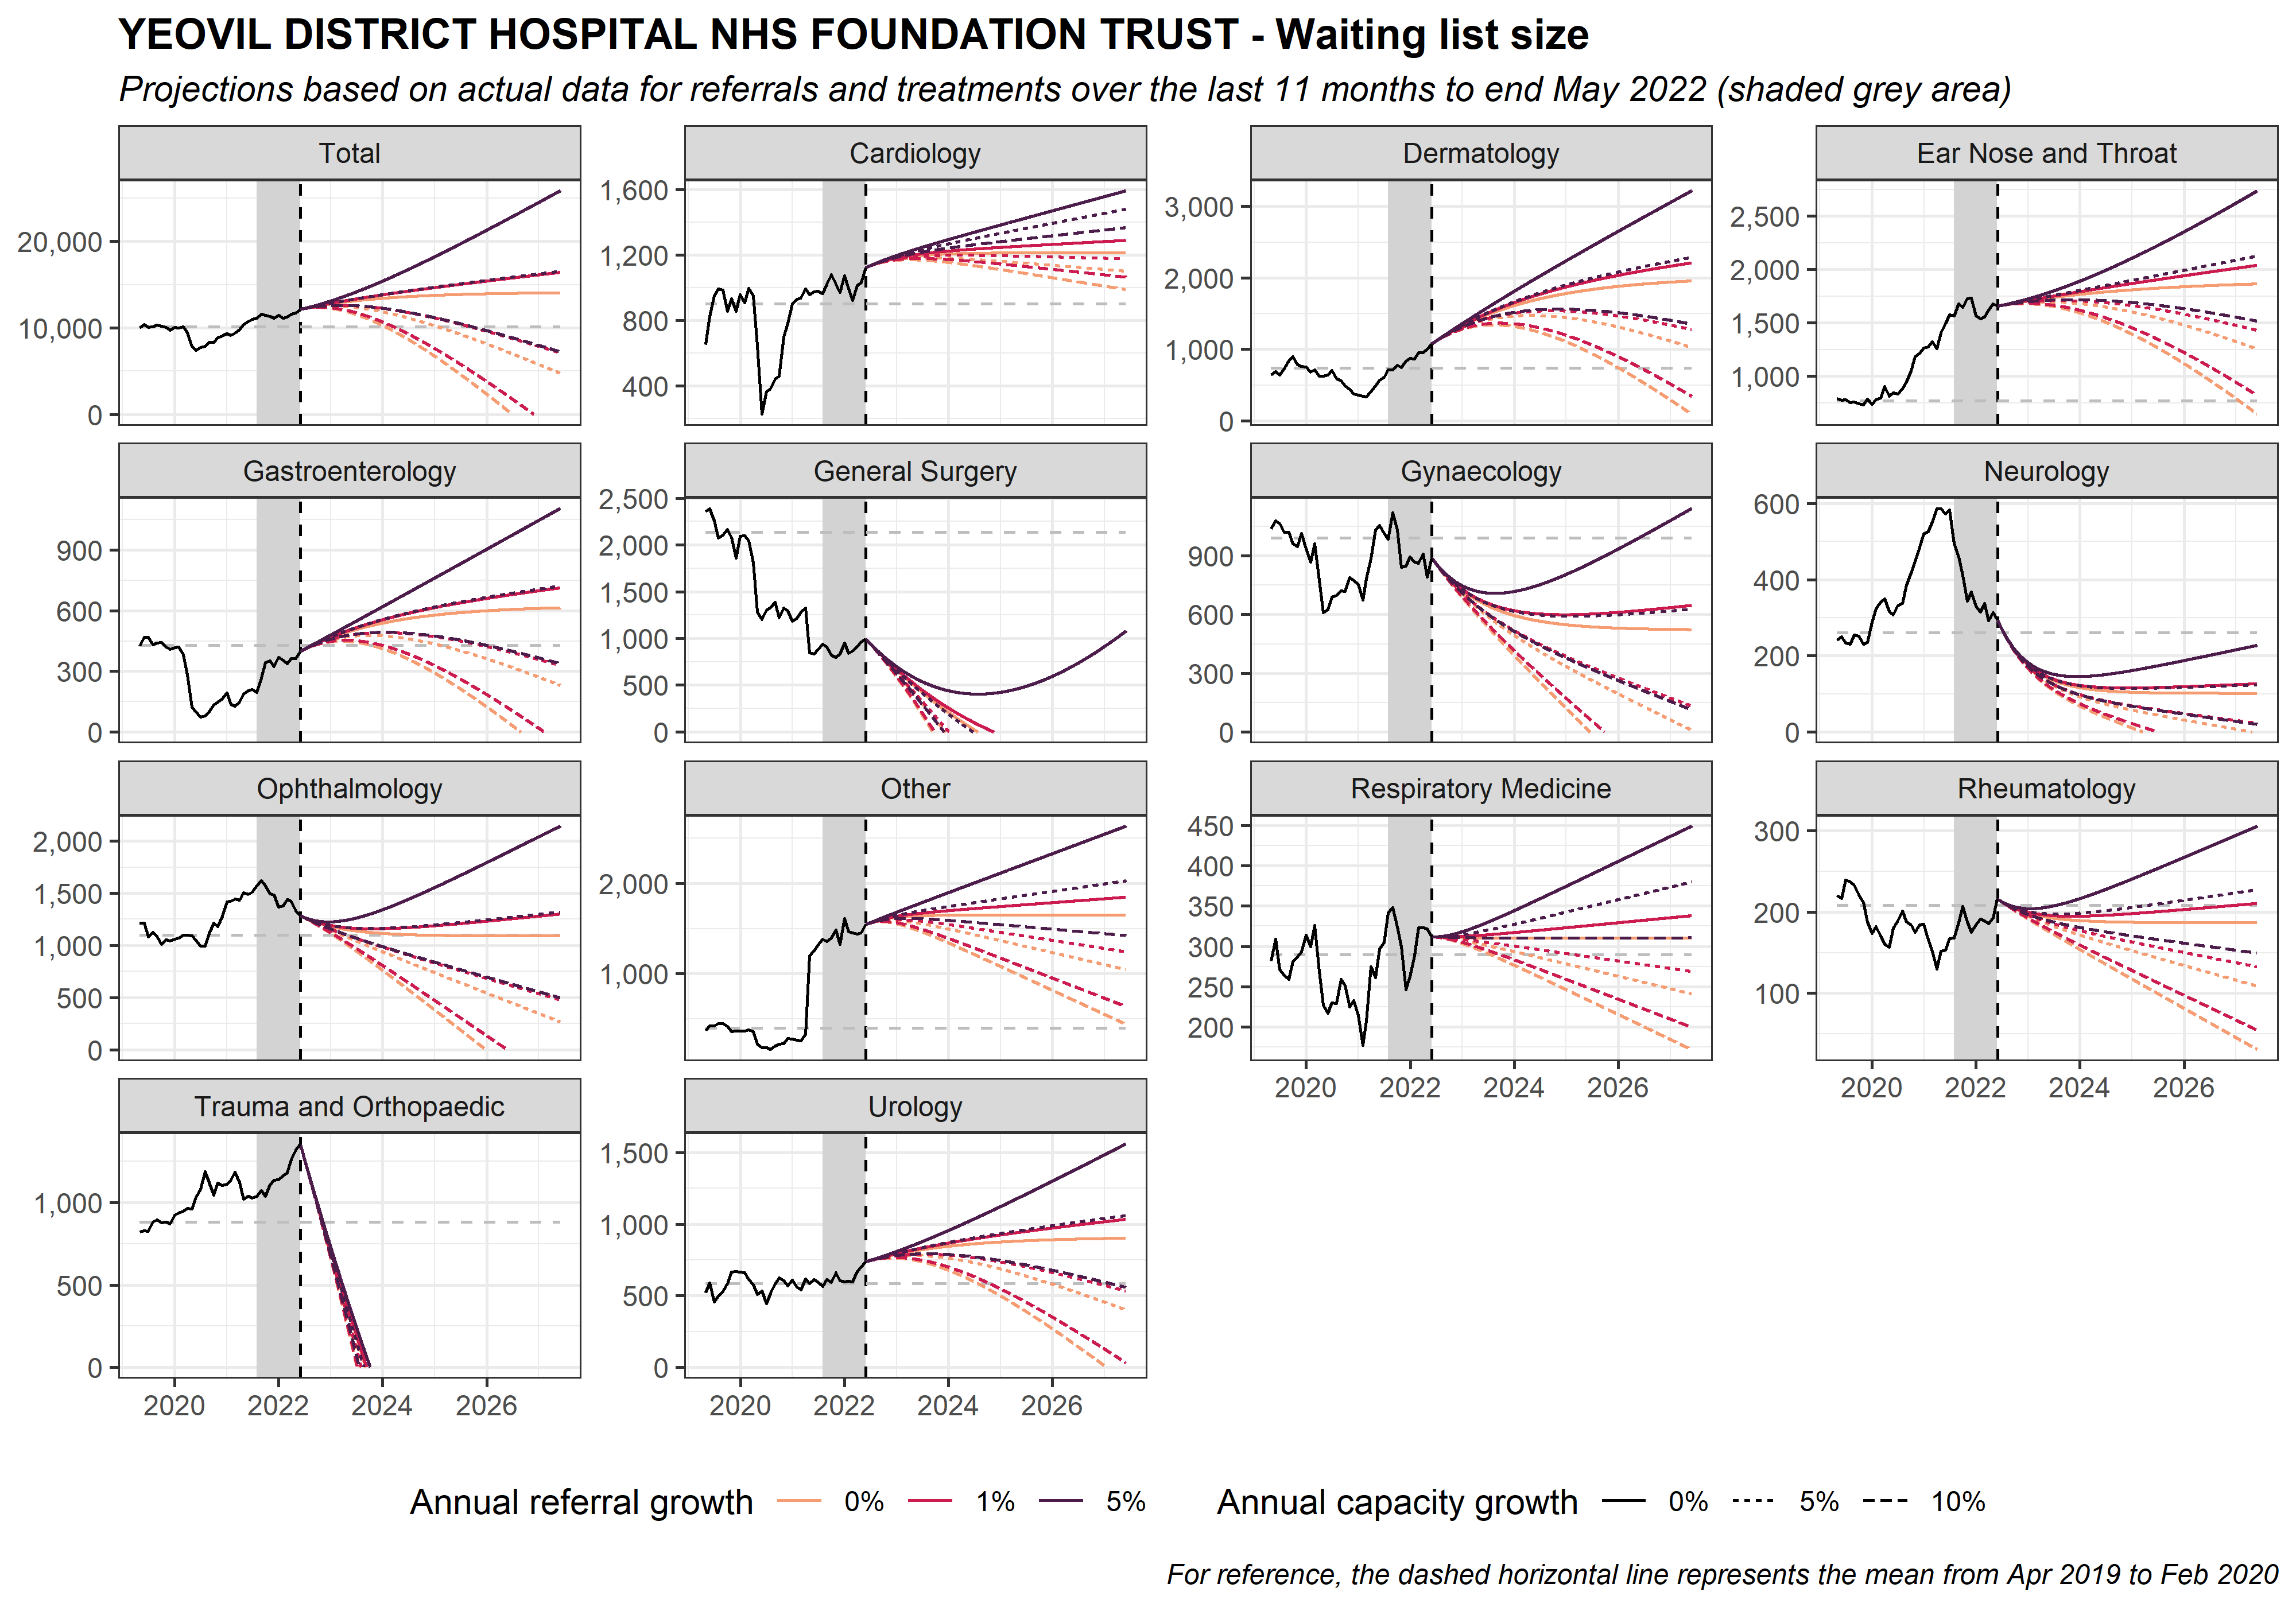 YEOVIL DISTRICT HOSPITAL NHS FOUNDATION TRUST - Waiting list size
Projections based on actual data for referrals and treatments over the last 11 months to end May 2022 (shaded grey area)
Total
20,000
10,000
0
Cardiology
1,600
1,200
800
400
Dermatology
3,000
2,000
1,000
0
Ear Nose and Throat
2,500
2,000
1,500
1,000
Gastroenterology
900
600
300
0
General Surgery
2,500
2,000
1,500
1,000
500
0
Gynaecology
900
600
300
0
Neurology
600
400
200
0
Ophthalmology
2,000
1,500
1,000
500
0
Other
2,000
1,000
Respiratory Medicine
450
400
350
300
250
200
2020 2022 2024 2026
Rheumatology
300
200
100
2020 2022 2024 2026
Trauma and Orthopaedic
1,000
500
0
2020 2022 2024 2026
Urology
1,500
1,000
500
0
2020 2022 2024 2026
Annual referral growth 0% 1% 5% Annual capacity growth 0% 5% 10%
For reference, the dashed horizontal line represents the mean from Apr 2019 to Feb 2020